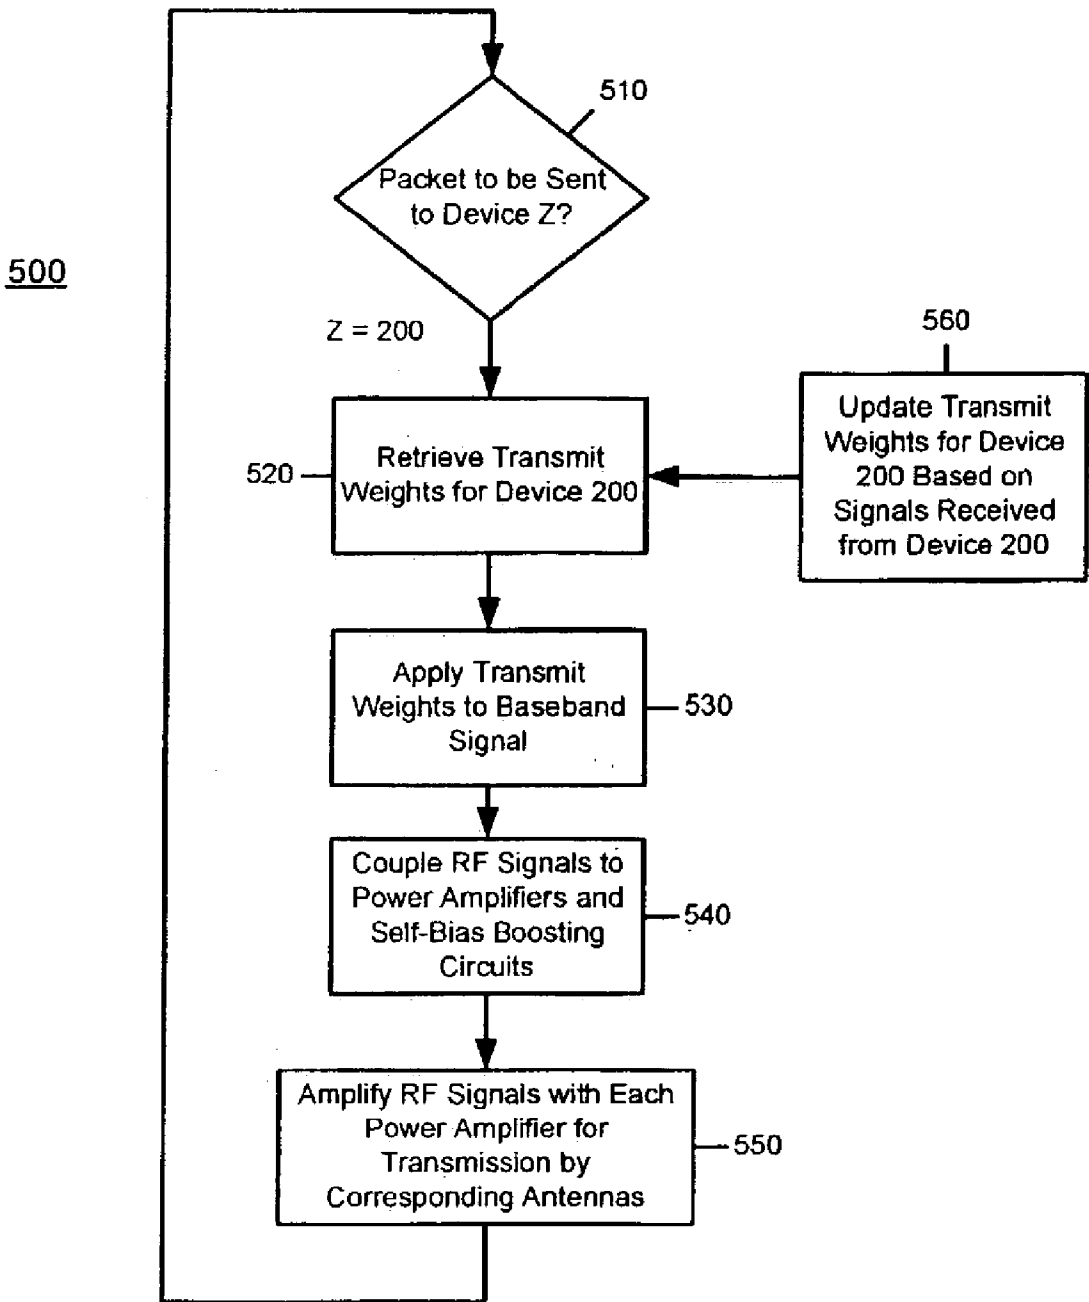 510
Packet to be Sent
to Device Z?
500
Z = 200
560
Update Transmit
Weights for Device
200 Based on
Signals Received
from Device 200
520
Retrieve Transmit
Weights for Device 200
Apply Transmit
Weights to Baseband
Signal
530
Couple RF Signals to
Power Amplifiers and
Self-Bias Boosting
Circuits
540
Amplify RF Signals with Each
Power Amplifier for
Transmission by
Corresponding Antennas
550